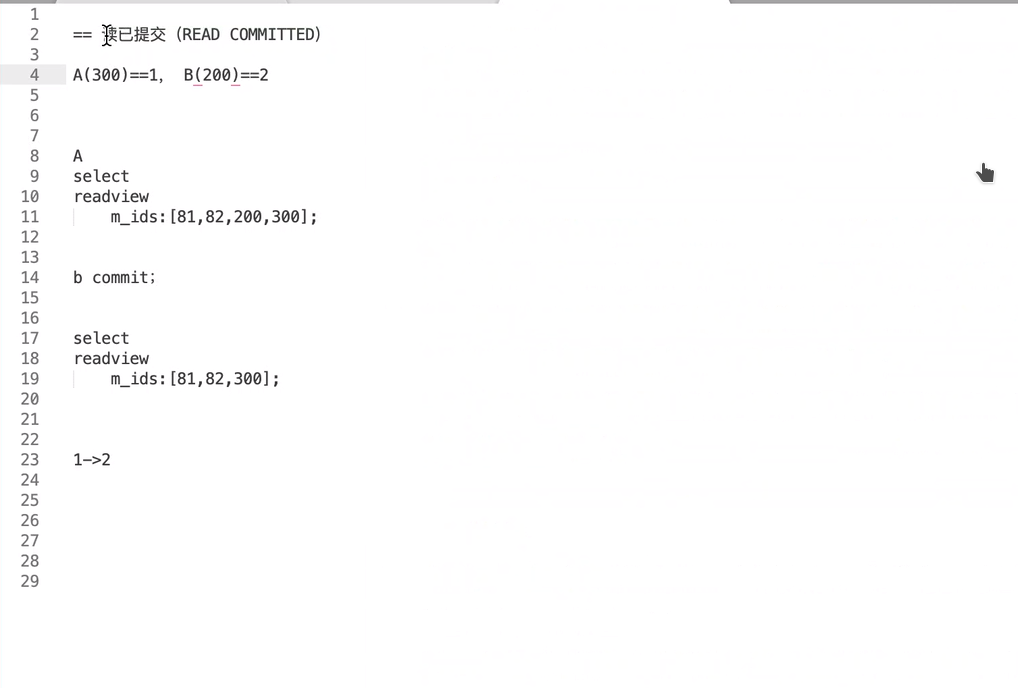 1
2 == 读已提交（READ COMMITTED）
3
4 A(300)==1,  B(200)==2
5
6
7
8 A
9 select
10 readview
11     m_ids:[81,82,200,300];
12
13
14 b commit;
15
16
17 select
18 readview
19     m_ids:[81,82,300];
20
21
22
23 1->2
24
25
26
27
28
29